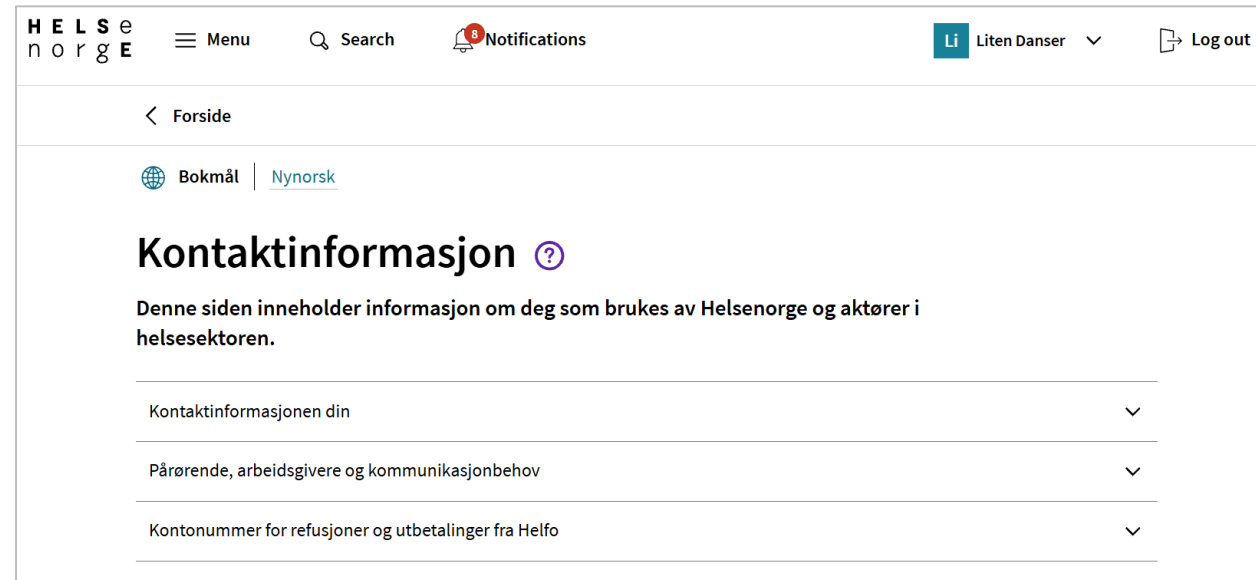 HELSe
norgE
Menu
Search
8
Notifications
Li
Liten Danser
Log out
Forside
Bokmål
Nynorsk
Kontaktinformasjon ?
Denne siden inneholder informasjon om deg som brukes av Helsenorge og aktører i
helsesektoren.
Kontaktinformasjonen din
Pårørende, arbeidsgivere og kommunikasjonbehov
Kontonummer for refusjoner og utbetalinger fra Helfo